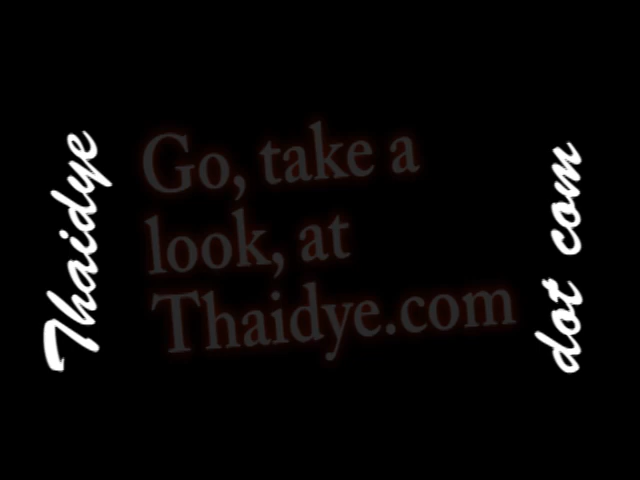 Thaidye
Go, take a
look, at
Thaidye.com
dot com